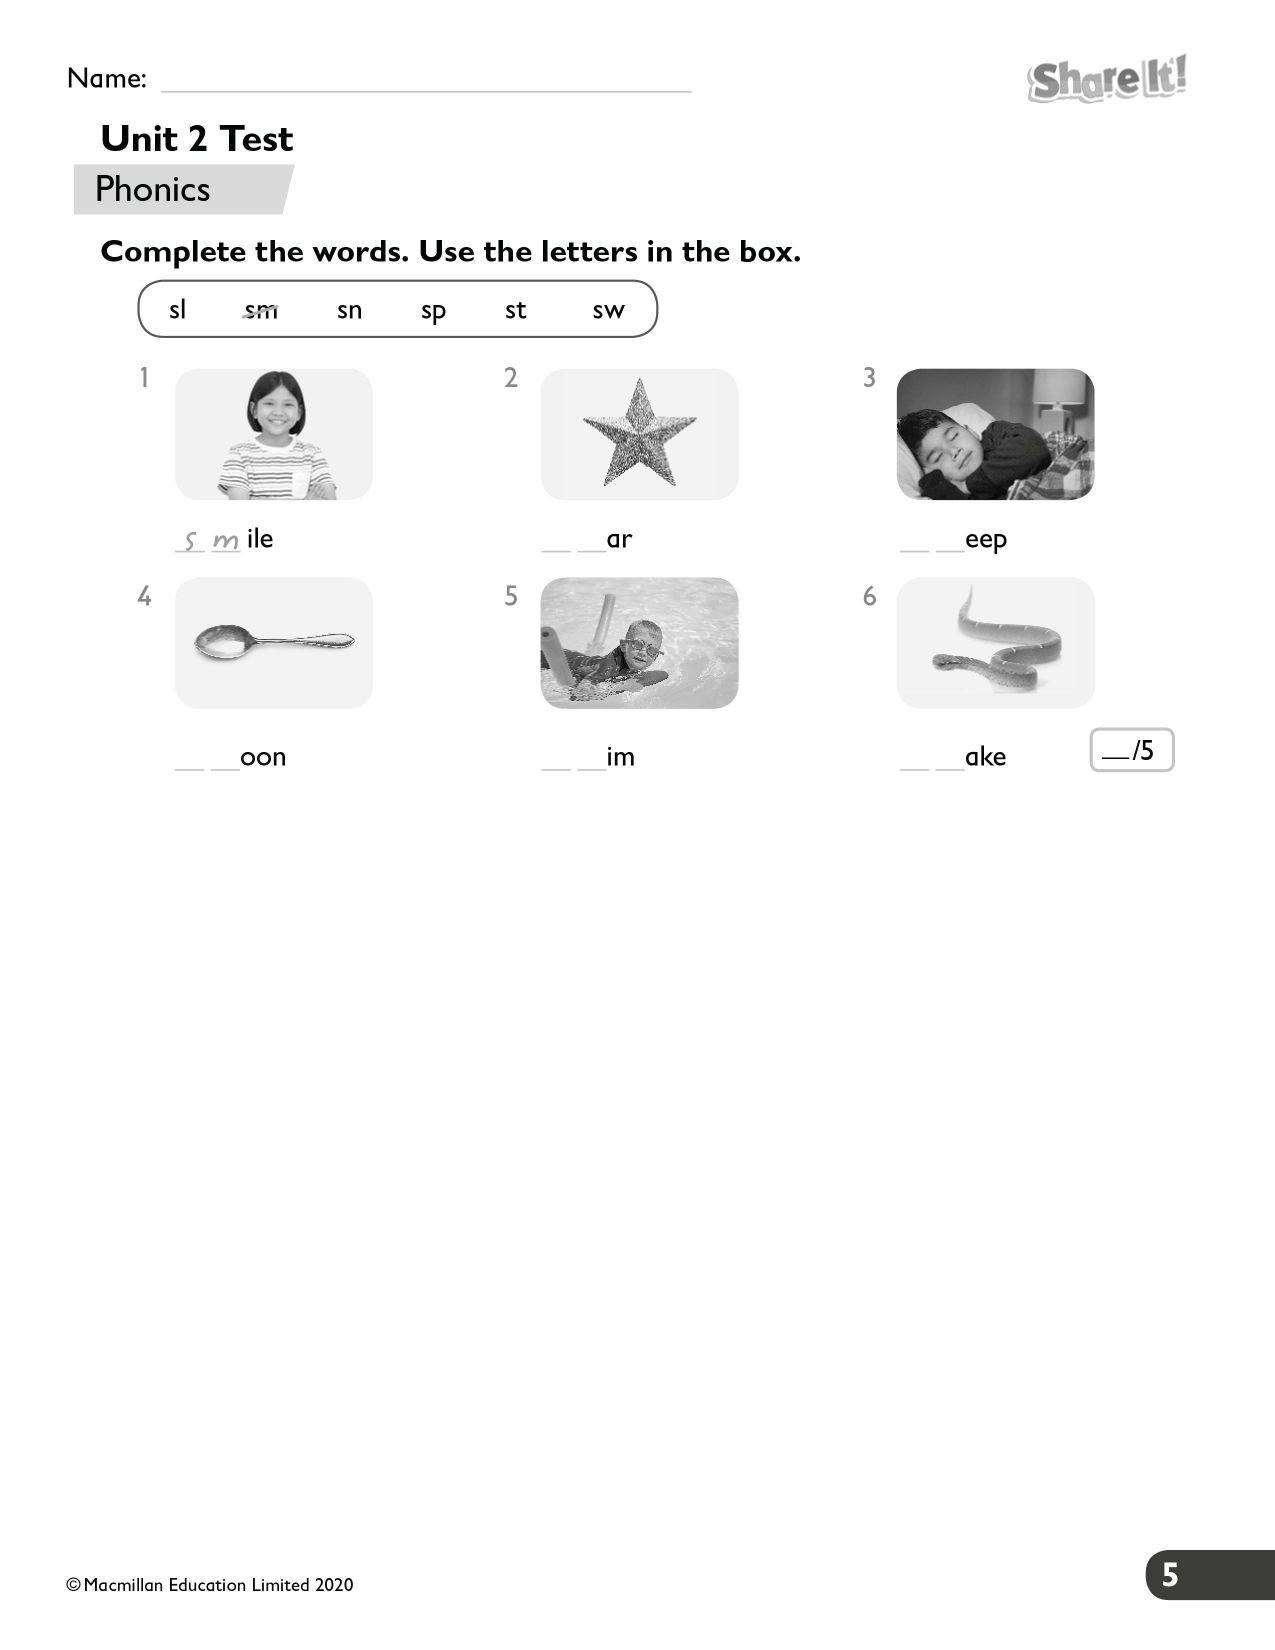 Name: ____
Share It!
Unit 2 Test
Phonics
Complete the words. Use the letters in the box.
sl sm sn sp st sw
1 2 3
s m ile __ __ar __ __eep
4 5 6
__ __oon __ __im __ __ake __/5
© Macmillan Education Limited 2020
5